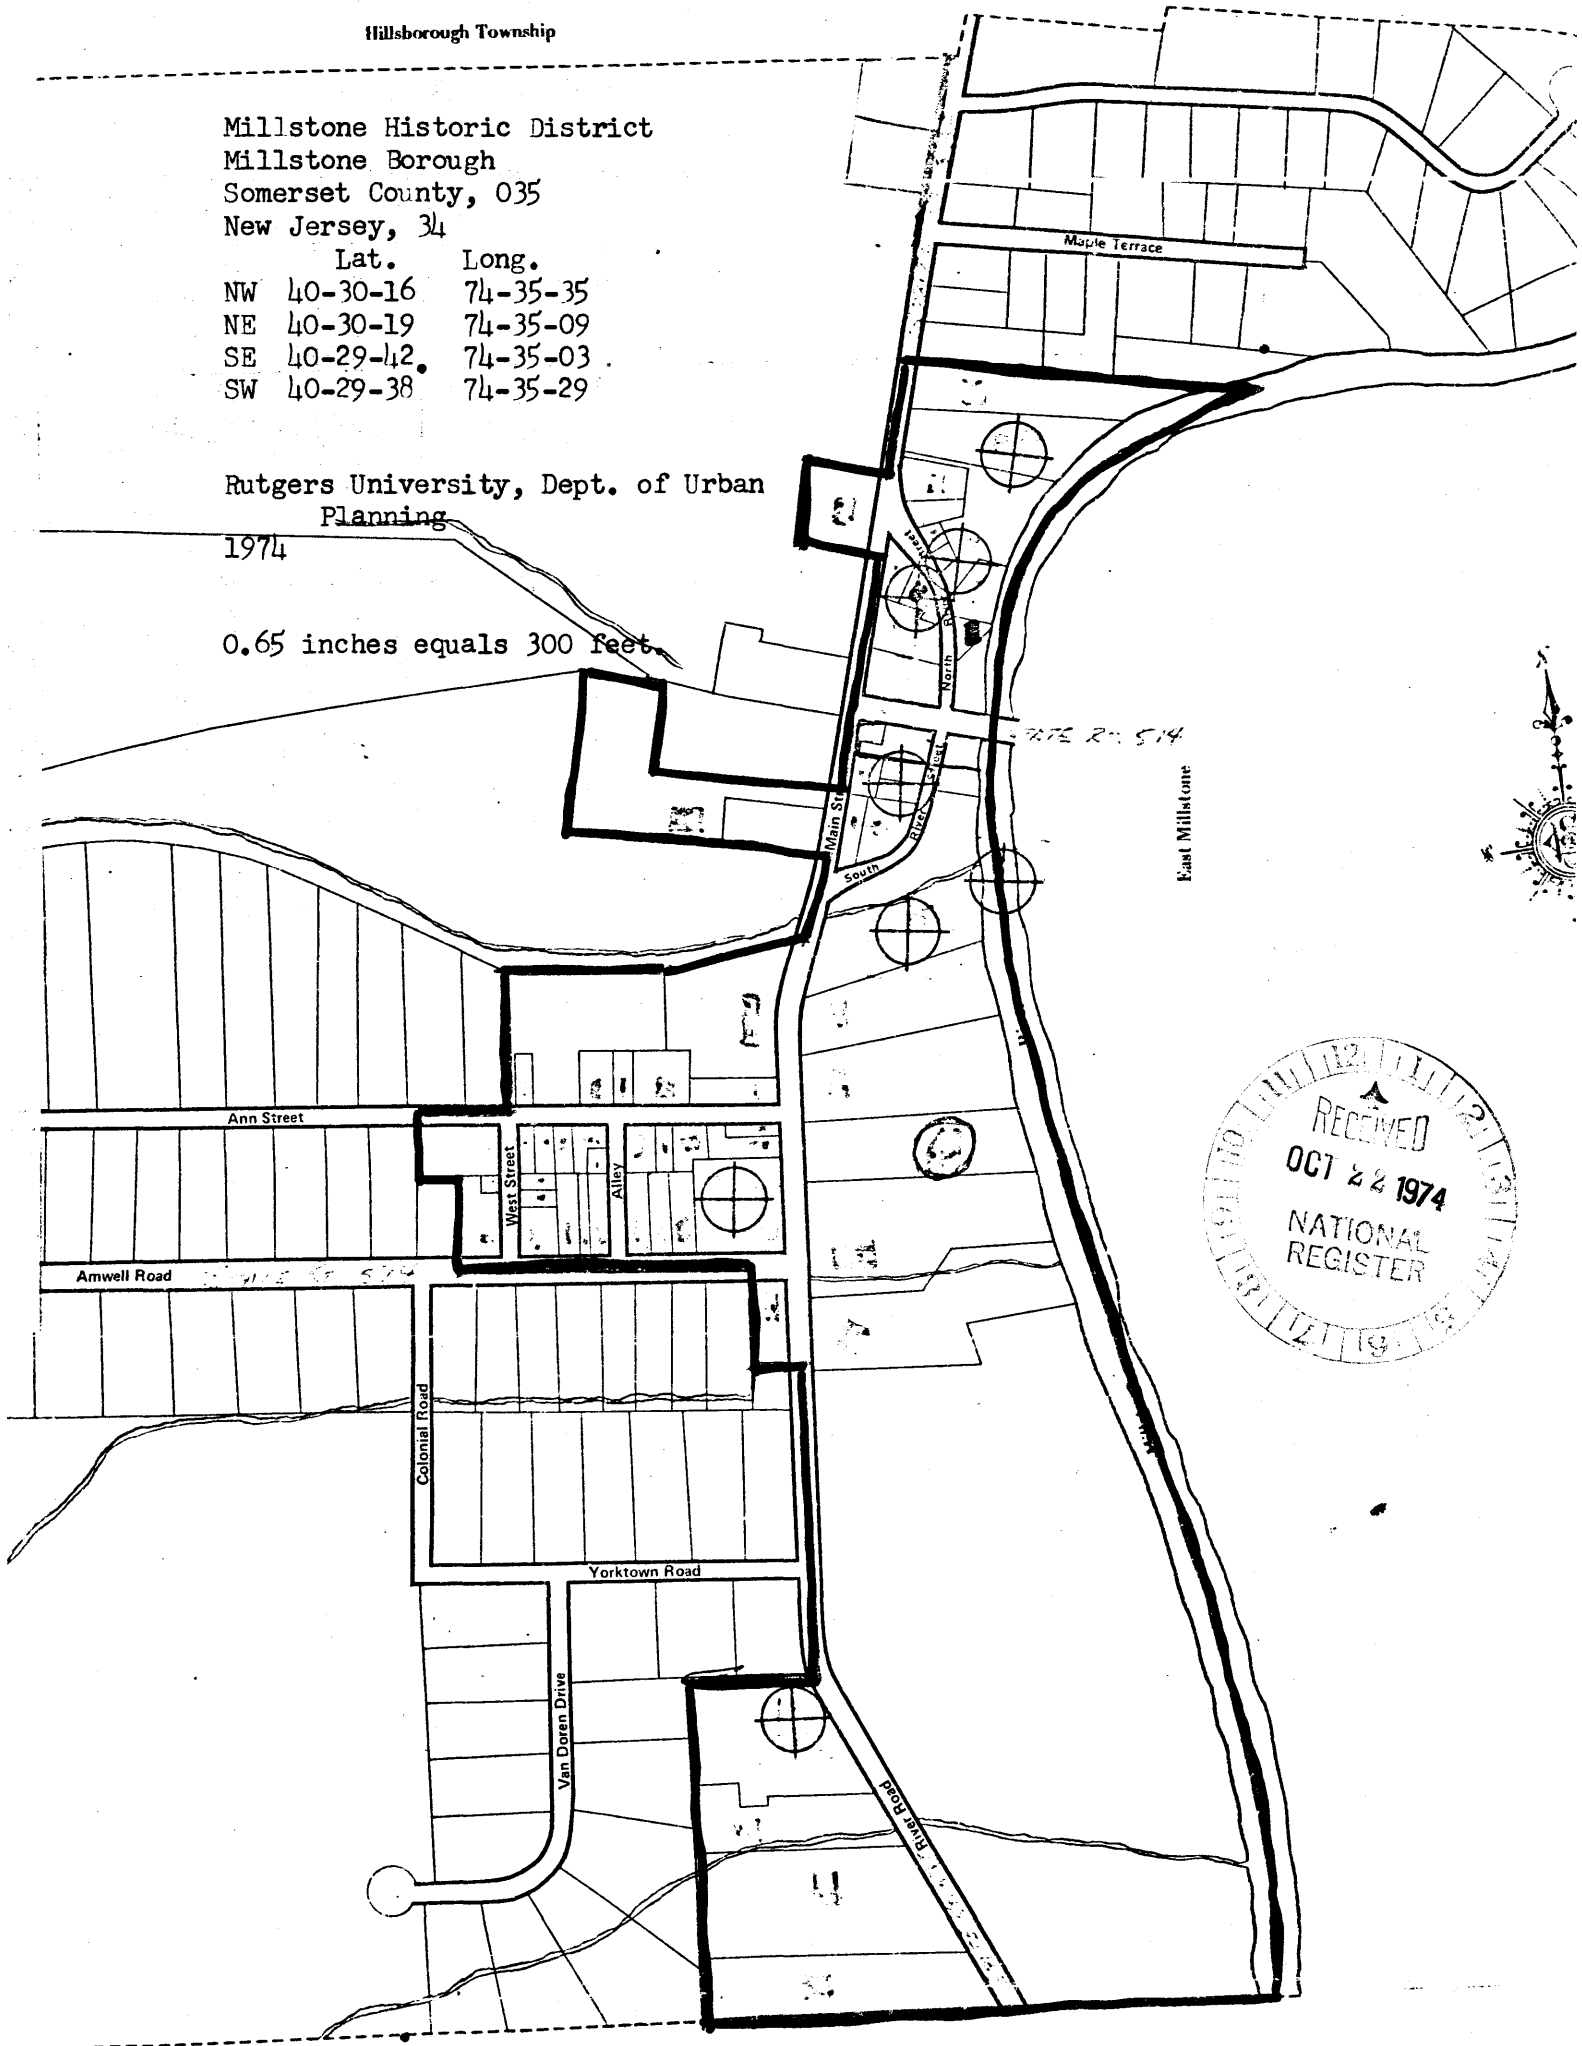 Hillsborough Township
Millstone Historic District
Millstone Borough
Somerset County, 035
New Jersey, 34
Lat. Long.
NW 40-30-16 74-35-35
NE 40-30-19 74-35-09
SE 40-29-42. 74-35-03
SW 40-29-38 74-35-29
Rutgers University, Dept. of Urban
Planning
1974
0.65 inches equals 300 feet.
Maple Terrace
Street
North
514
East Millstone
Main
River Street
South
Ann Street
West Street
Alley
Amwell Road 514
Colonial Road
Yorktown Road
Van Doren Drive
River Road
RECEIVED
OCT 22 1974
NATIONAL
REGISTER